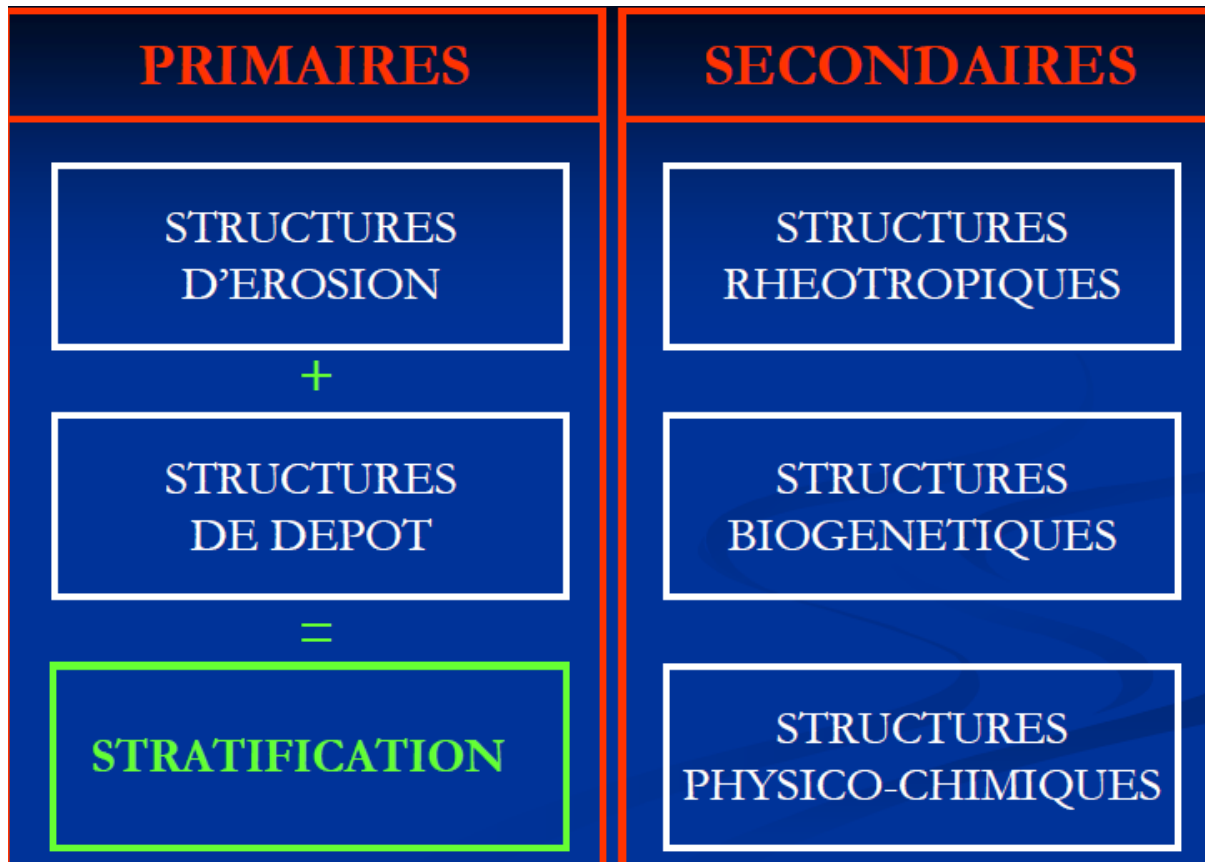 PRIMAIRES
STRUCTURES
D'EROSION
+
STRUCTURES
DE DEPOT
=
STRATIFICATION
SECONDAIRES
STRUCTURES
RHEOTROPIQUES
STRUCTURES
BIOGENETIQUES
STRUCTURES
PHYSICO-CHIMIQUES